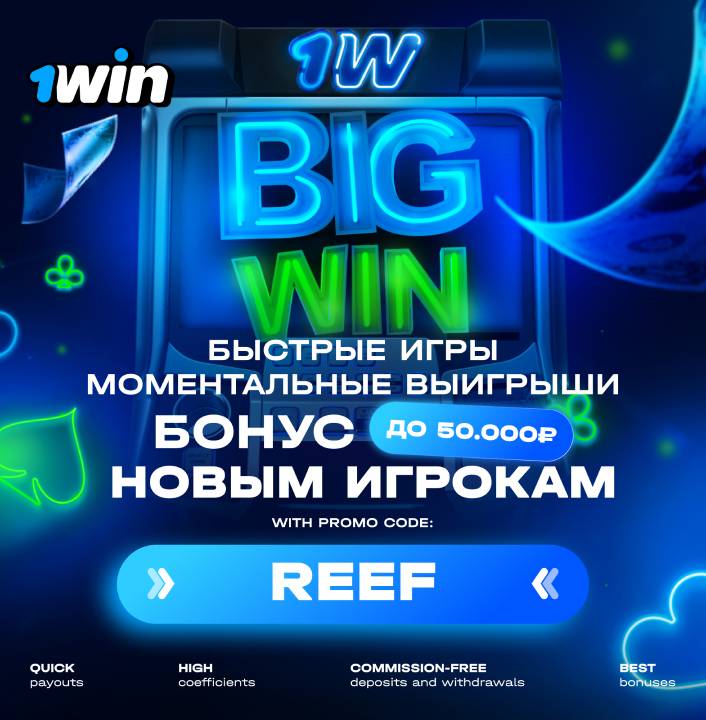 1win
1W
BIG
WIN
БЫСТРЫЕ ИГРЫ
МОМЕНТАЛЬНЫЕ ВЫИГРЫШИ
БОНУС ДО 50.000₽
НОВЫМ ИГРОКАМ
WITH PROMO CODE:
REEF
QUICK
payouts
HIGH
coefficients
COMMISSION-FREE
deposits and withdrawals
BEST
bonuses